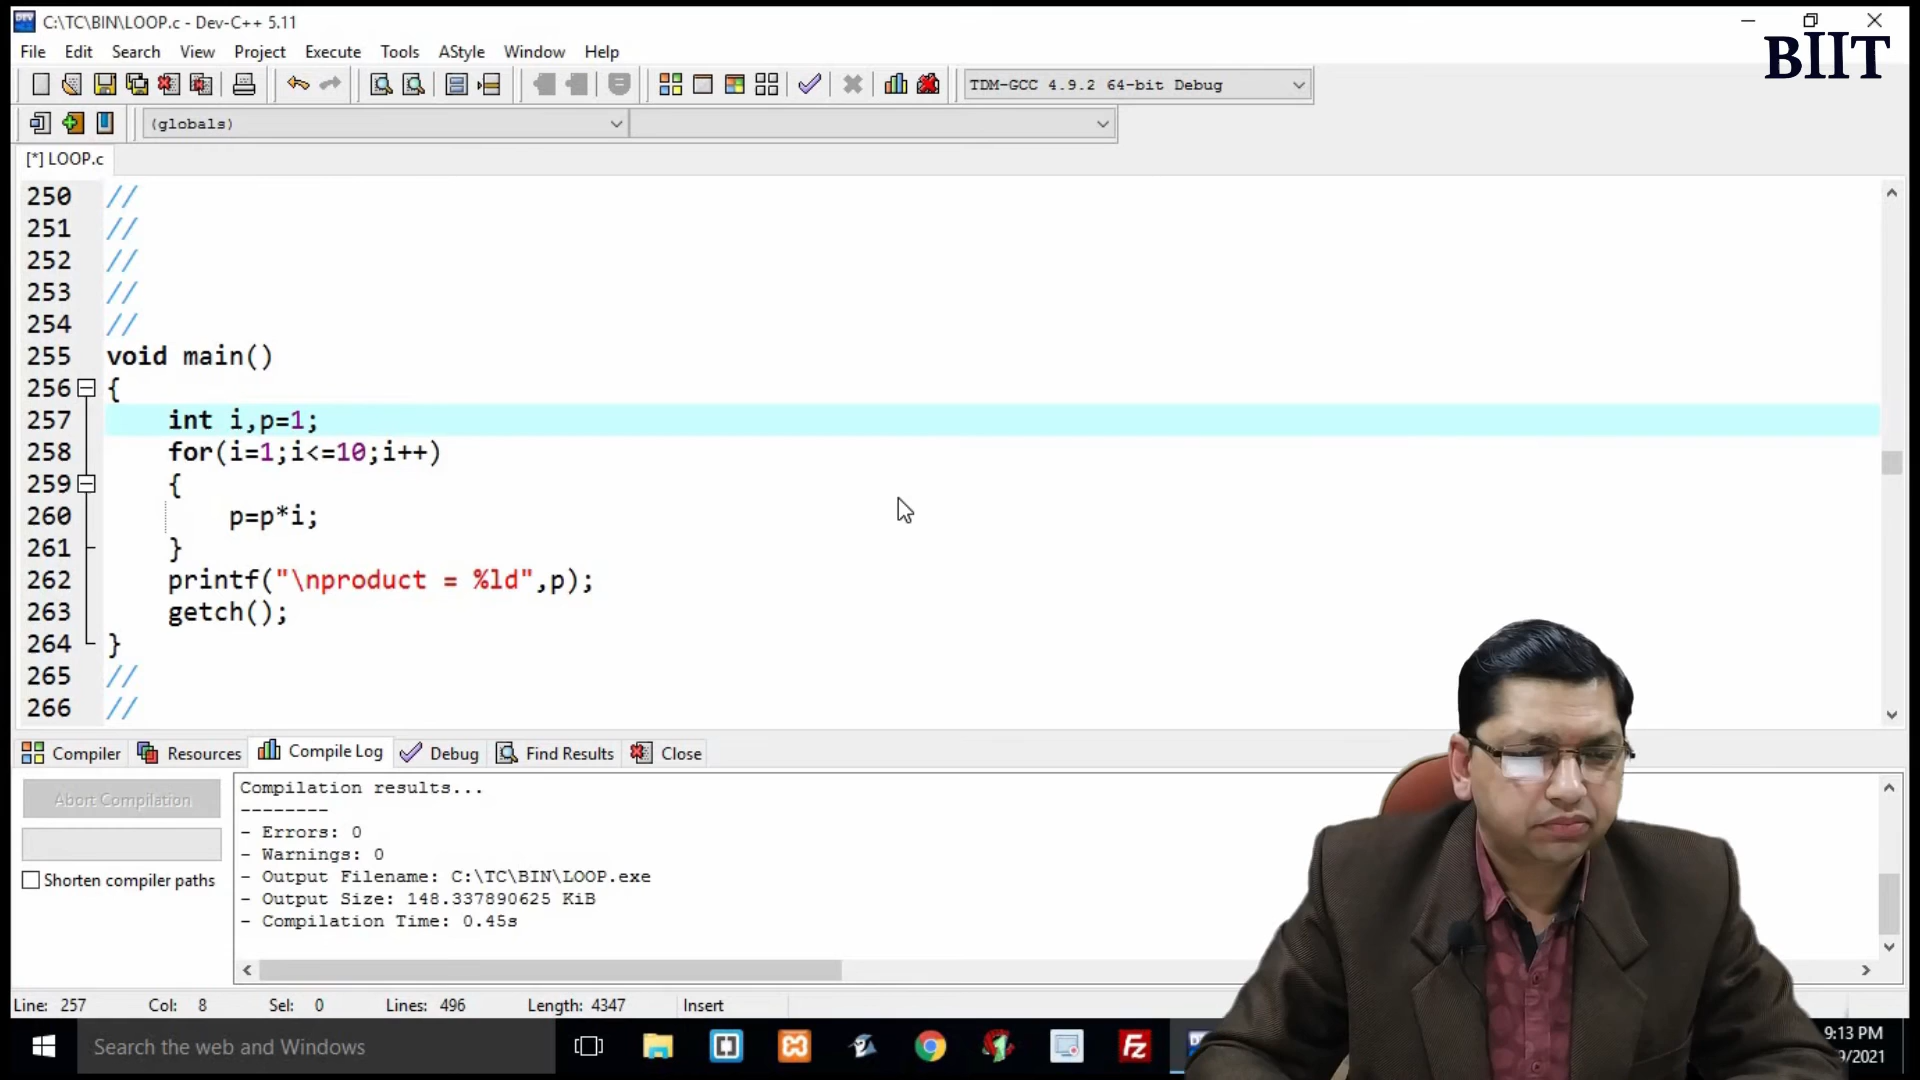 C:\TC\BIN\LOOP.c - Dev-C++ 5.11
BIIT
File Edit Search View Project Execute Tools AStyle Window Help
TDM-GCC 4.9.2 64-bit Debug
(globals)
[*] LOOP.c
250 //
251 //
252 //
253 //
254 //
255 void main()
256 {
257 int i,p=1;
258 for(i=1;i<=10;i++)
259 {
260 p=p*i;
261 }
262 printf("\nproduct = %ld",p);
263 getch();
264 }
265 //
266 //
Compiler Resources Compile Log Debug Find Results Close
Abort Compilation
Shorten compiler paths
Compilation results...
--------
- Errors: 0
- Warnings: 0
- Output Filename: C:\TC\BIN\LOOP.exe
- Output Size: 148.337890625 KiB
- Compilation Time: 0.45s
Line: 257 Col: 8 Sel: 0 Lines: 496 Length: 4347 Insert
Search the web and Windows
Fz
9:13 PM
9/2021